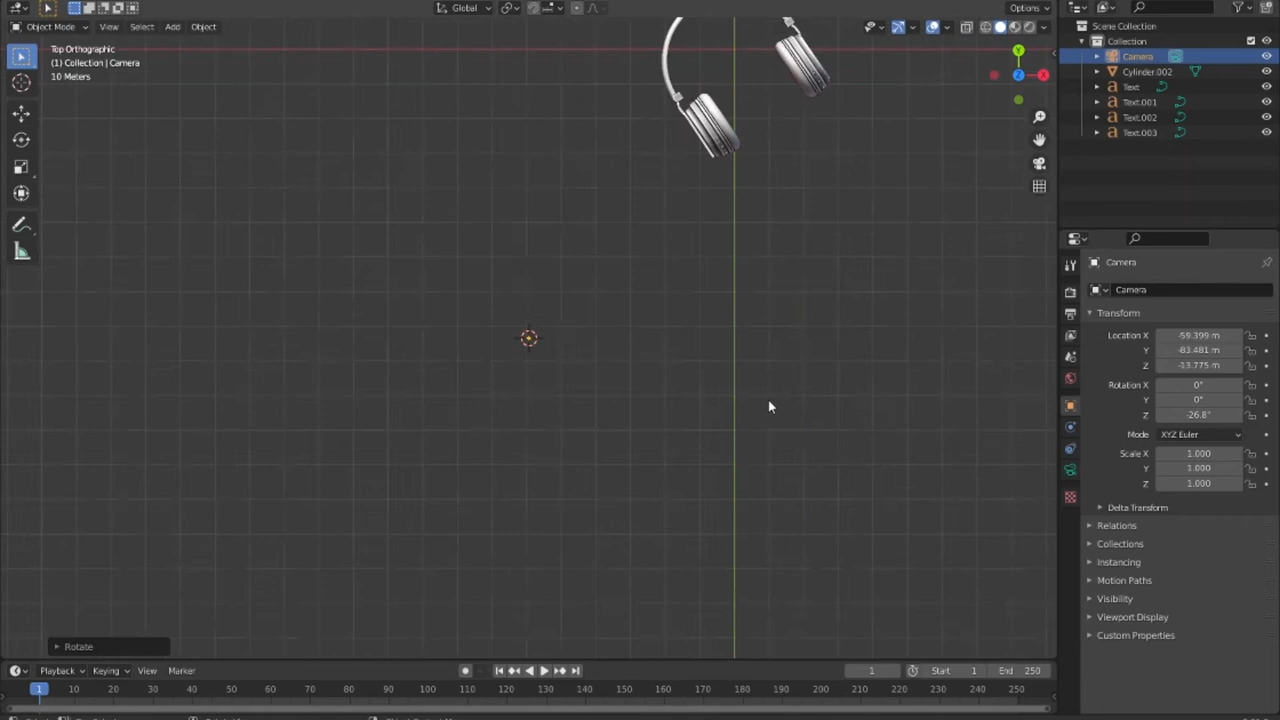 Global
Options
Object Mode
View
Select
Add
Object
Top Orthographic
(1) Collection | Camera
10 Meters
Y
Z
X
Rotate
Scene Collection
Collection
Camera
Cylinder.002
Text
Text.001
Text.002
Text.003
Camera
Camera
Transform
Location X -59.399 m
Y -83.481 m
Z -13.775 m
Rotation X 0°
Y 0°
Z -26.8°
Mode XYZ Euler
Scale X 1.000
Y 1.000
Z 1.000
Delta Transform
Relations
Collections
Instancing
Motion Paths
Visibility
Viewport Display
Custom Properties
Playback
Keying
View
Marker
1
Start 1
End 250
1 10 20 30 40 50 60 70 80 90 100 110 120 130 140 150 160 170 180 190 200 210 220 230 240 250